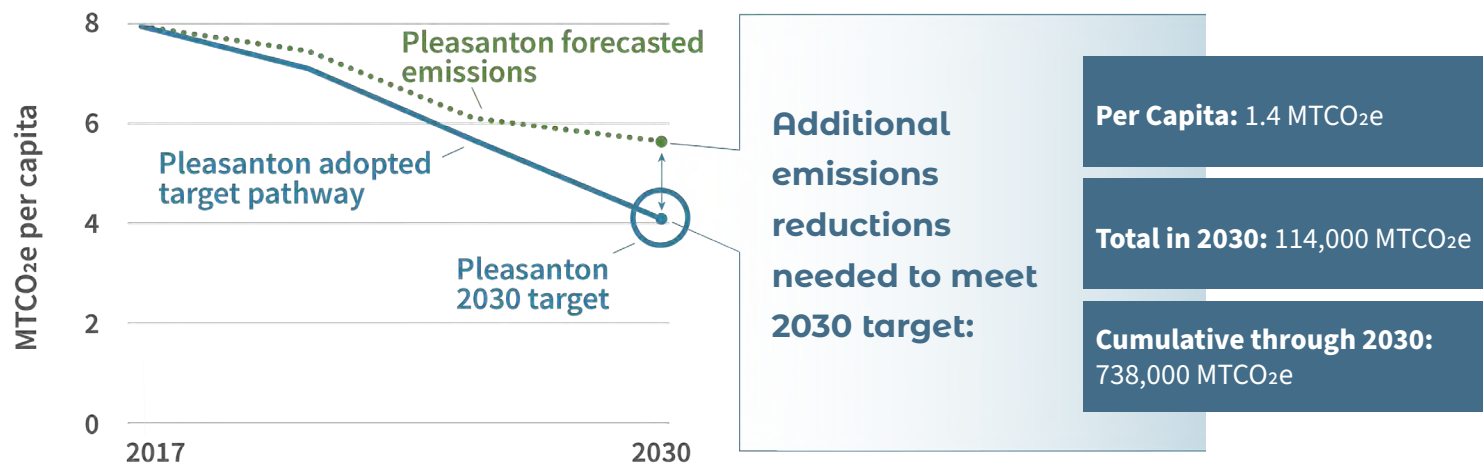 8
6
4
2
0
MTCO₂e per capita
2017
2030
Pleasanton forecasted
emissions
Pleasanton adopted
target pathway
Pleasanton
2030 target
Additional
emissions
reductions
needed to meet
2030 target:
Per Capita: 1.4 MTCO₂e
Total in 2030: 114,000 MTCO₂e
Cumulative through 2030:
738,000 MTCO₂e